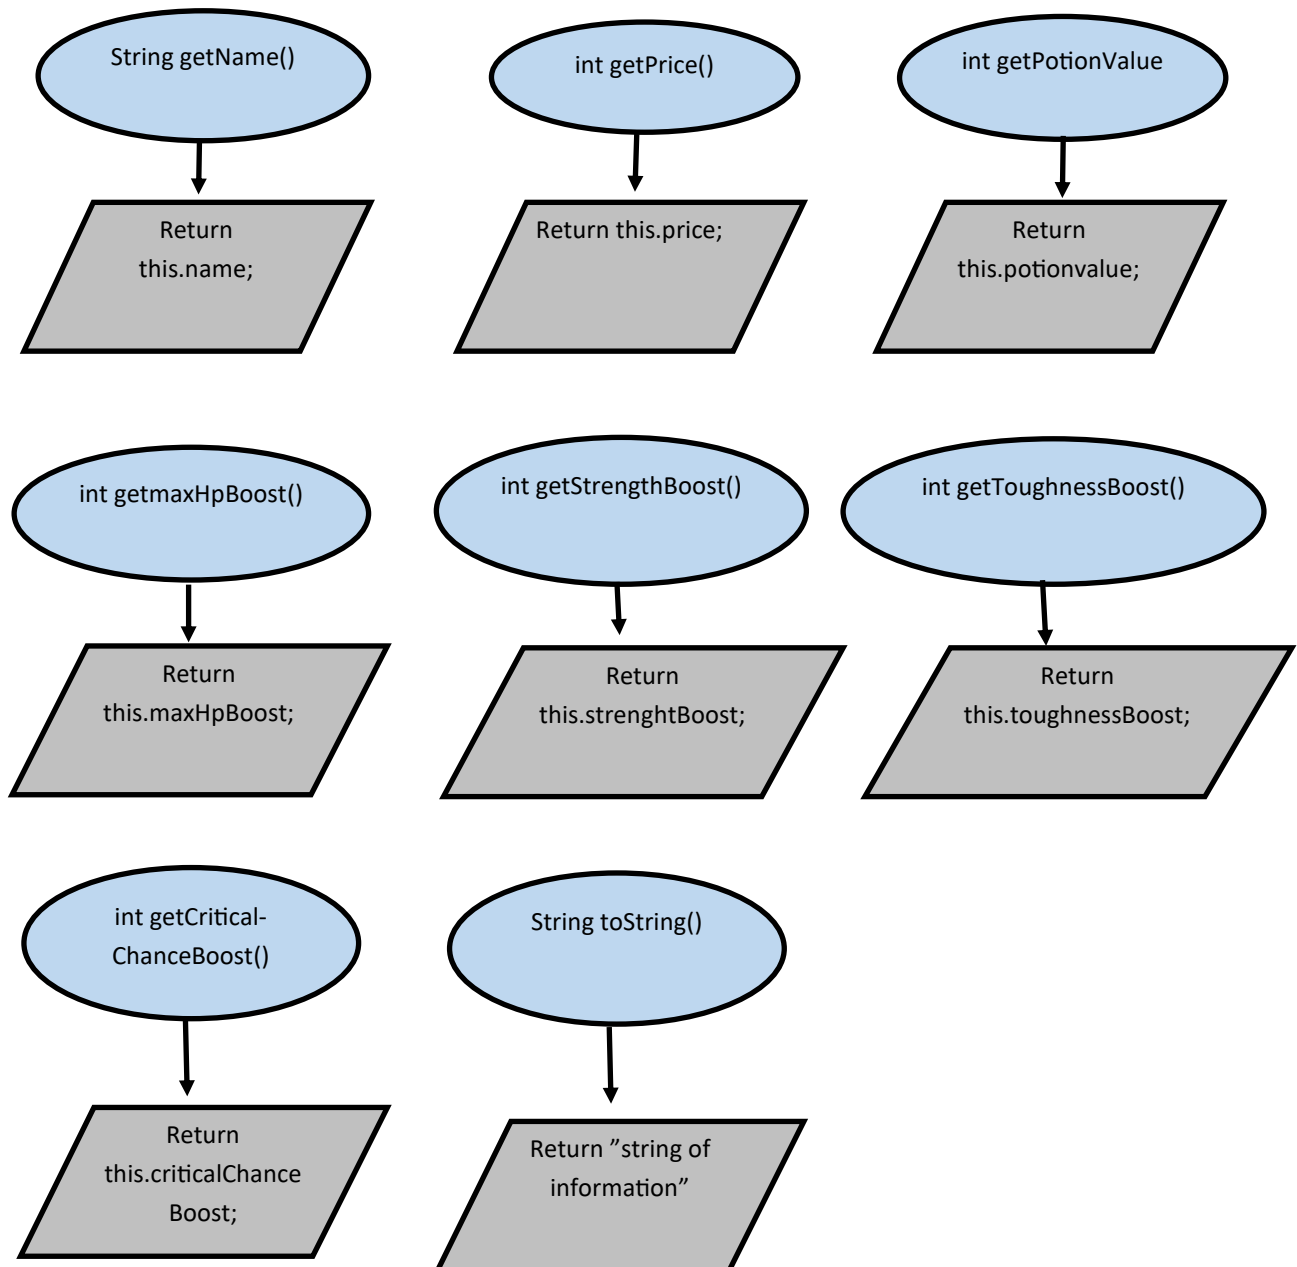 String getName()
int getPrice()
int getPotionValue
Return
this.name;
Return this.price;
Return
this.potionvalue;
int getmaxHpBoost()
int getStrengthBoost()
int getToughnessBoost()
Return
this.maxHpBoost;
Return
this.strenghtBoost;
Return
this.toughnessBoost;
int getCritical-
ChanceBoost()
String toString()
Return
this.criticalChance
Boost;
Return ”string of
information”